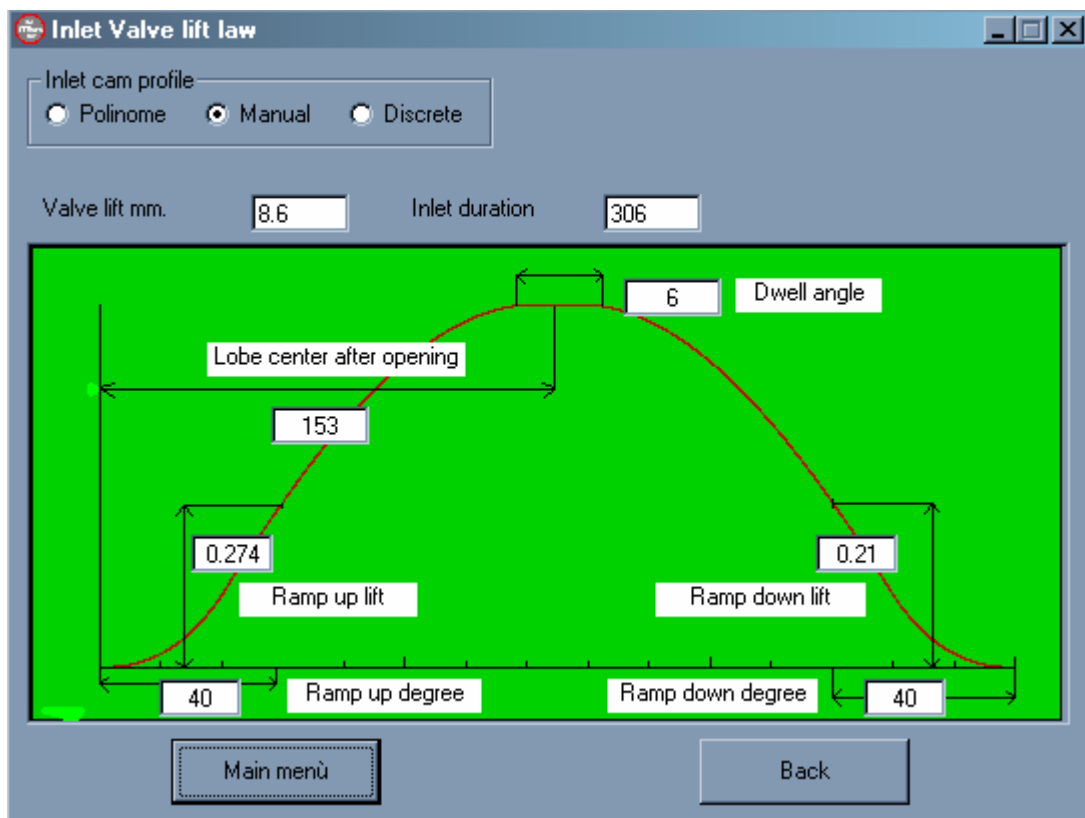 Inlet Valve lift law
Inlet cam profile
Polinome Manual Discrete
Valve lift mm. 8.6 Inlet duration 306
6 Dwell angle
Lobe center after opening
153
0.274 0.21
Ramp up lift Ramp down lift
40 Ramp up degree Ramp down degree 40
Main menù Back